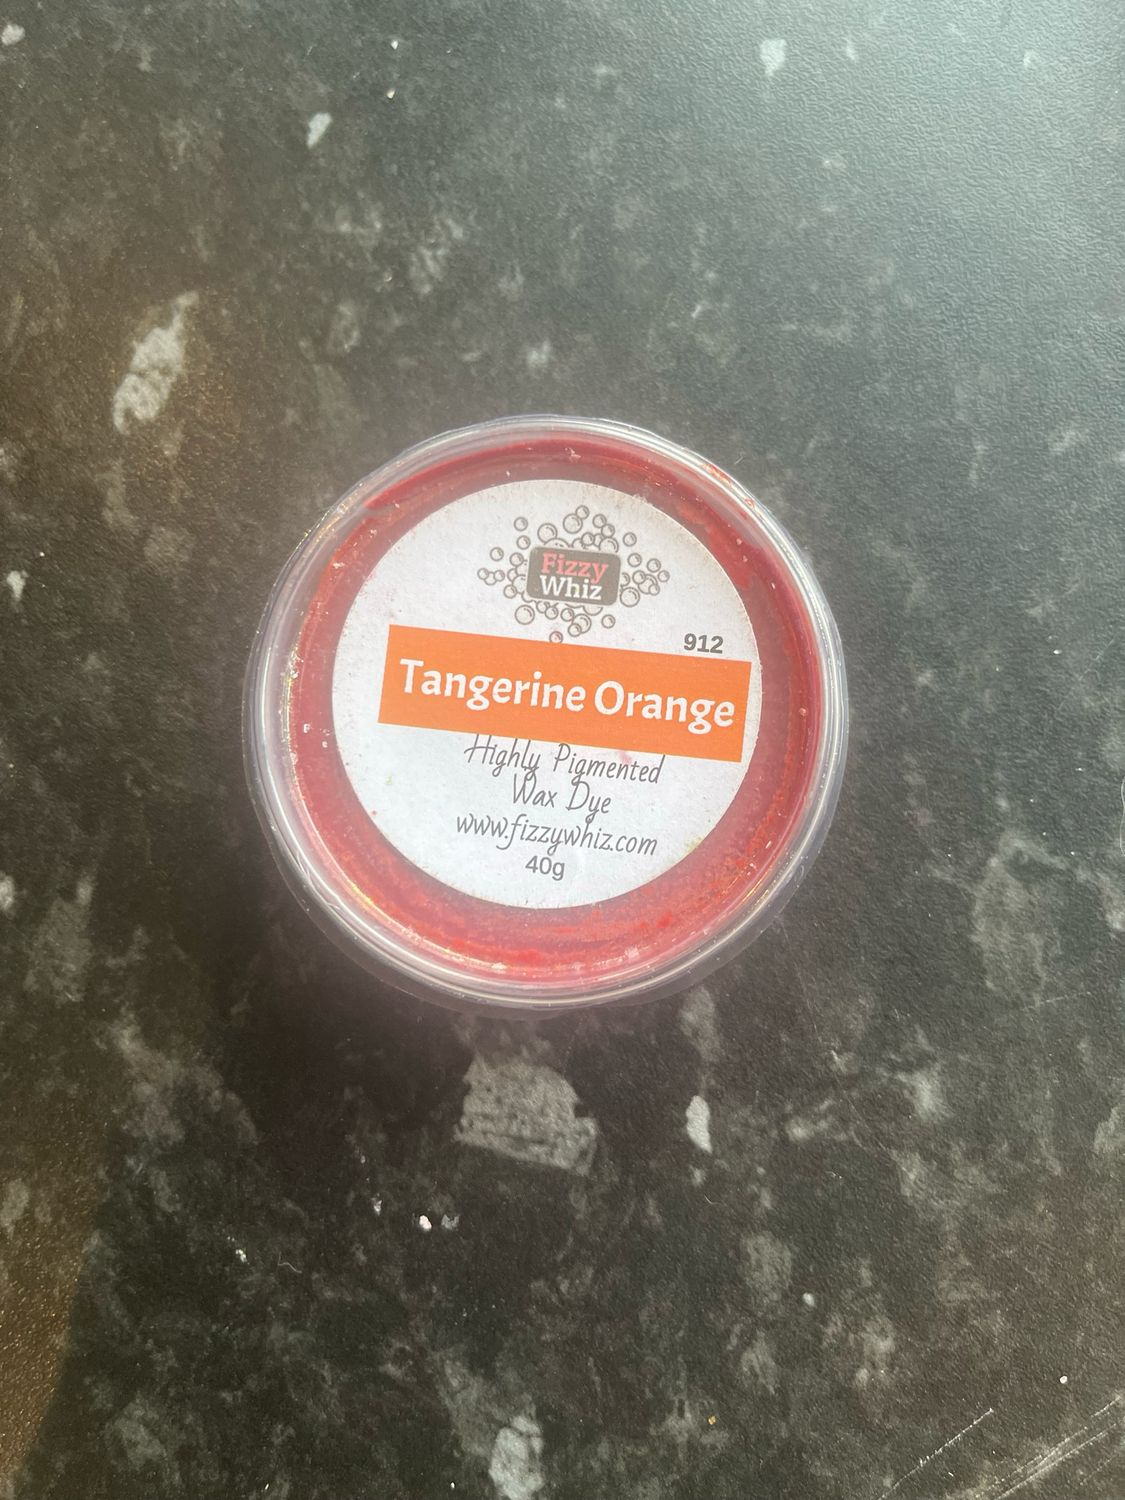 Fizzy
Whiz
912
Tangerine Orange
Highly Pigmented
Wax Dye
www.fizzywhiz.com
40g